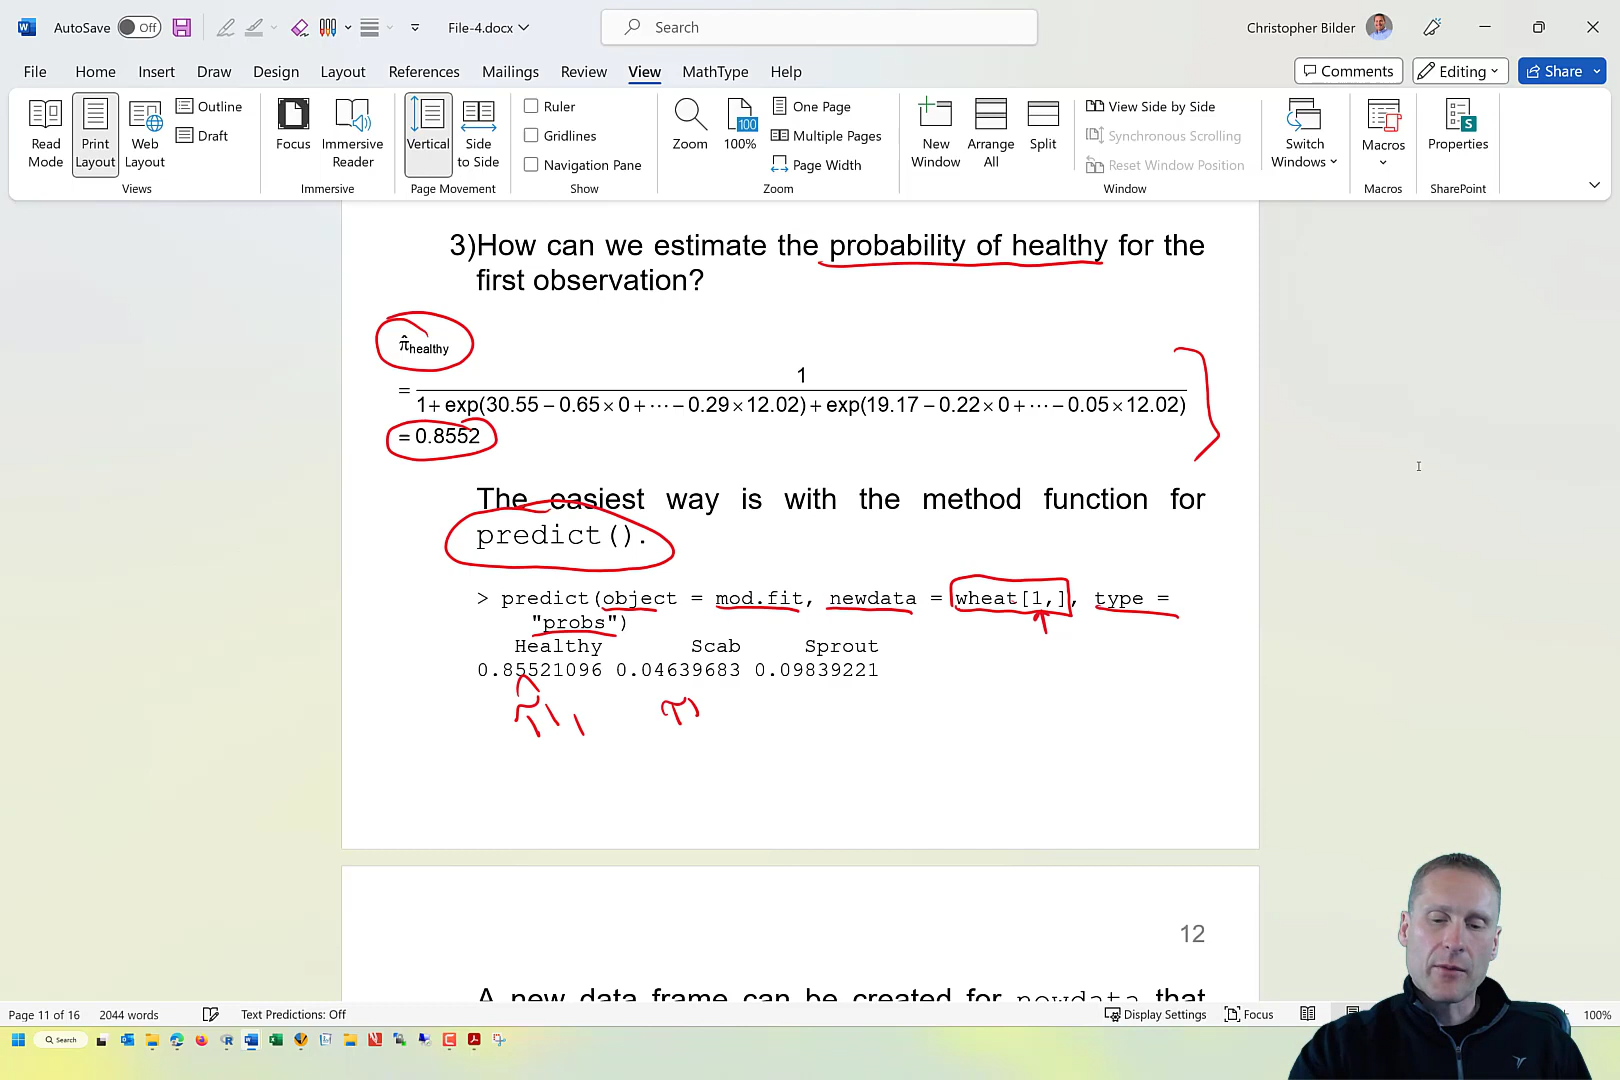 AutoSave Off File-4.docx Search Christopher Bilder
File Home Insert Draw Design Layout References Mailings Review View MathType Help Comments Editing Share
Read Mode
Print Layout
Web Layout
Outline
Draft
Views
Focus
Immersive Reader
Immersive
Vertical
Side to Side
Page Movement
Ruler
Gridlines
Navigation Pane
Show
Zoom
100
100%
One Page
Multiple Pages
Page Width
Zoom
New Window
Arrange All
Split
View Side by Side
Synchronous Scrolling
Reset Window Position
Window
Switch Windows
Macros
Macros
S
Properties
SharePoint
3)How can we estimate the probability of healthy for the
first observation?
π̂healthy
1
= 1+ exp(30.55 − 0.65×0 + ⋯ − 0.29×12.02) + exp(19.17 − 0.22×0 + ⋯ − 0.05×12.02)
= 0.8552
The easiest way is with the method function for
predict().
> predict(object = mod.fit, newdata = wheat[1,], type =
"probs")
Healthy Scab Sprout
0.85521096 0.04639683 0.09839221
π̂1 π
12
A new data frame can be created for newdata that
Page 11 of 16 2044 words Text Predictions: Off Display Settings Focus 100%
Search